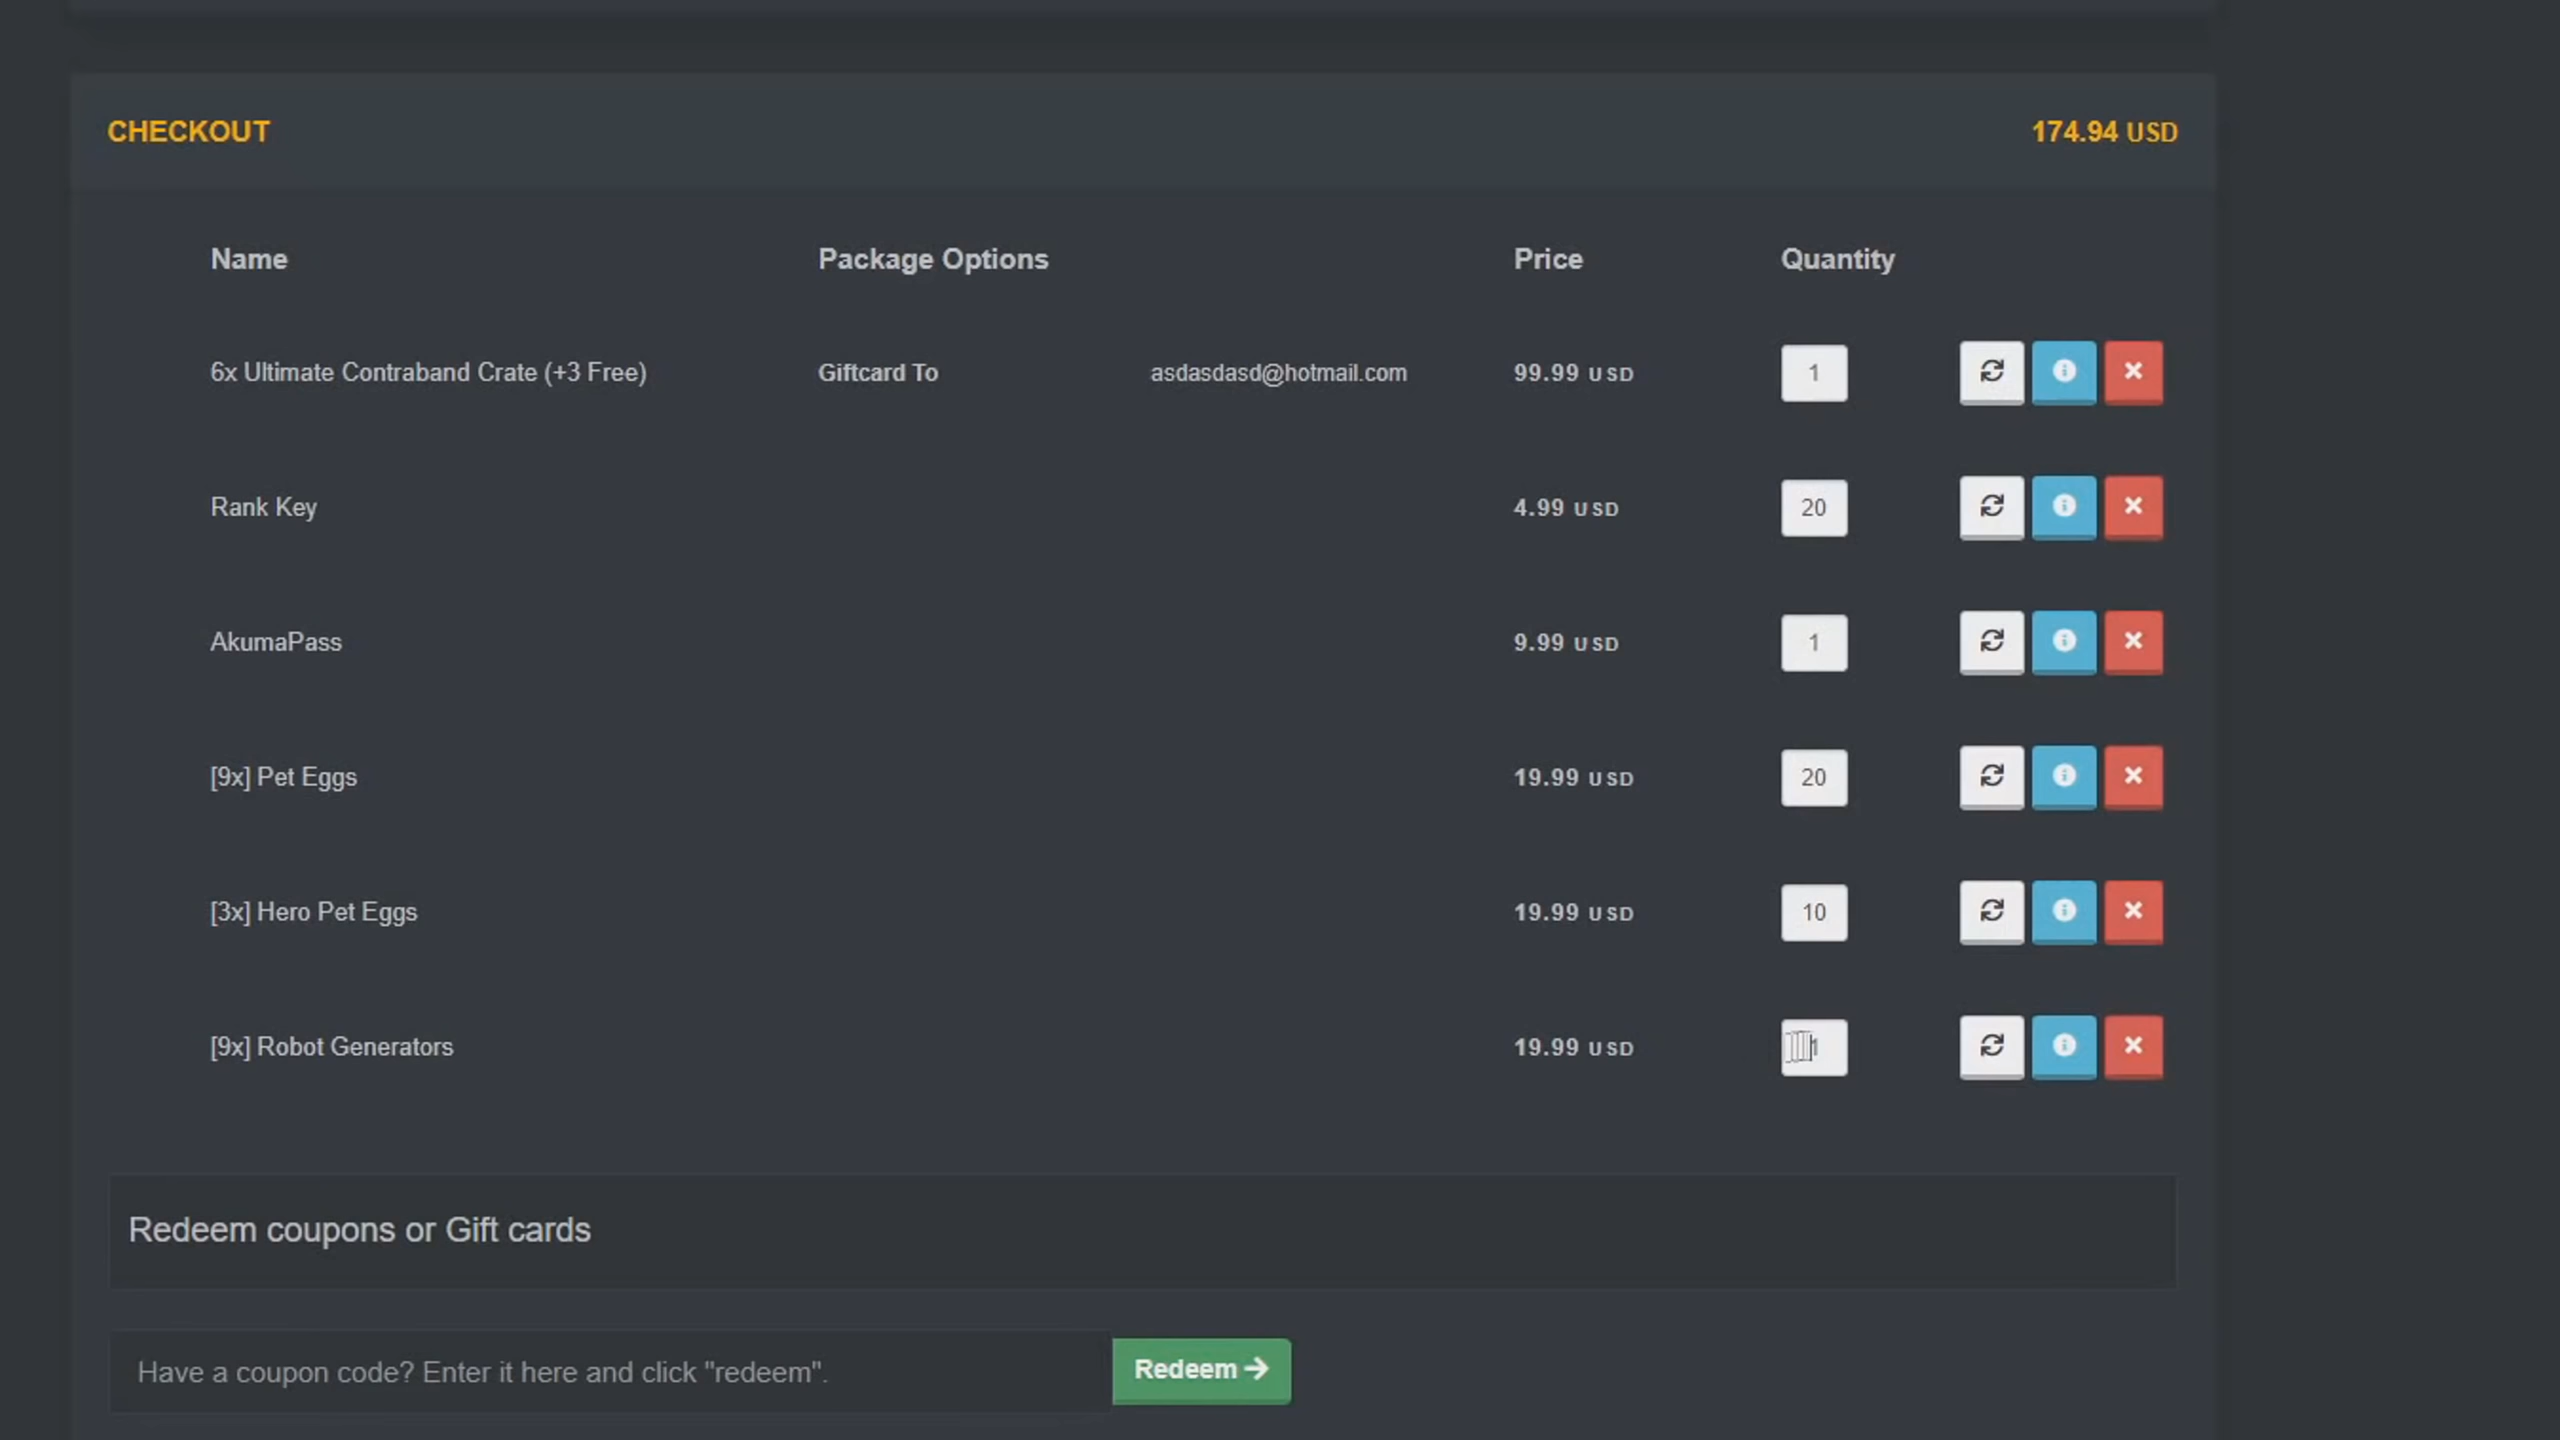 CHECKOUT 174.94 USD
Name Package Options Price Quantity
6x Ultimate Contraband Crate (+3 Free) Giftcard To asdasdasd@hotmail.com 99.99 USD 1
Rank Key 4.99 USD 20
AkumaPass 9.99 USD 1
[9x] Pet Eggs 19.99 USD 20
[3x] Hero Pet Eggs 19.99 USD 10
[9x] Robot Generators 19.99 USD 1
Redeem coupons or Gift cards
Have a coupon code? Enter it here and click "redeem". Redeem